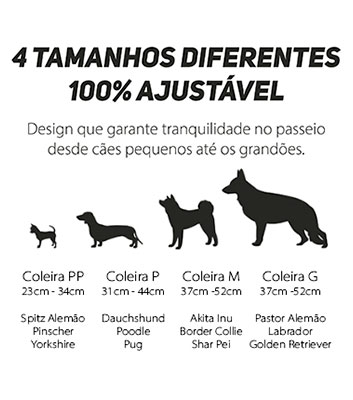 4 TAMANHOS DIFERENTES
100% AJUSTÁVEL
Design que garante tranquilidade no passeio
desde cães pequenos até os grandões.
Coleira PP Coleira P Coleira M Coleira G
23cm - 34cm 31cm - 44cm 37cm -52cm 37cm -52cm
Spitz Alemão Dauchshund Akita Inu Pastor Alemão
Pinscher Poodle Border Collie Labrador
Yorkshire Pug Shar Pei Golden Retriever